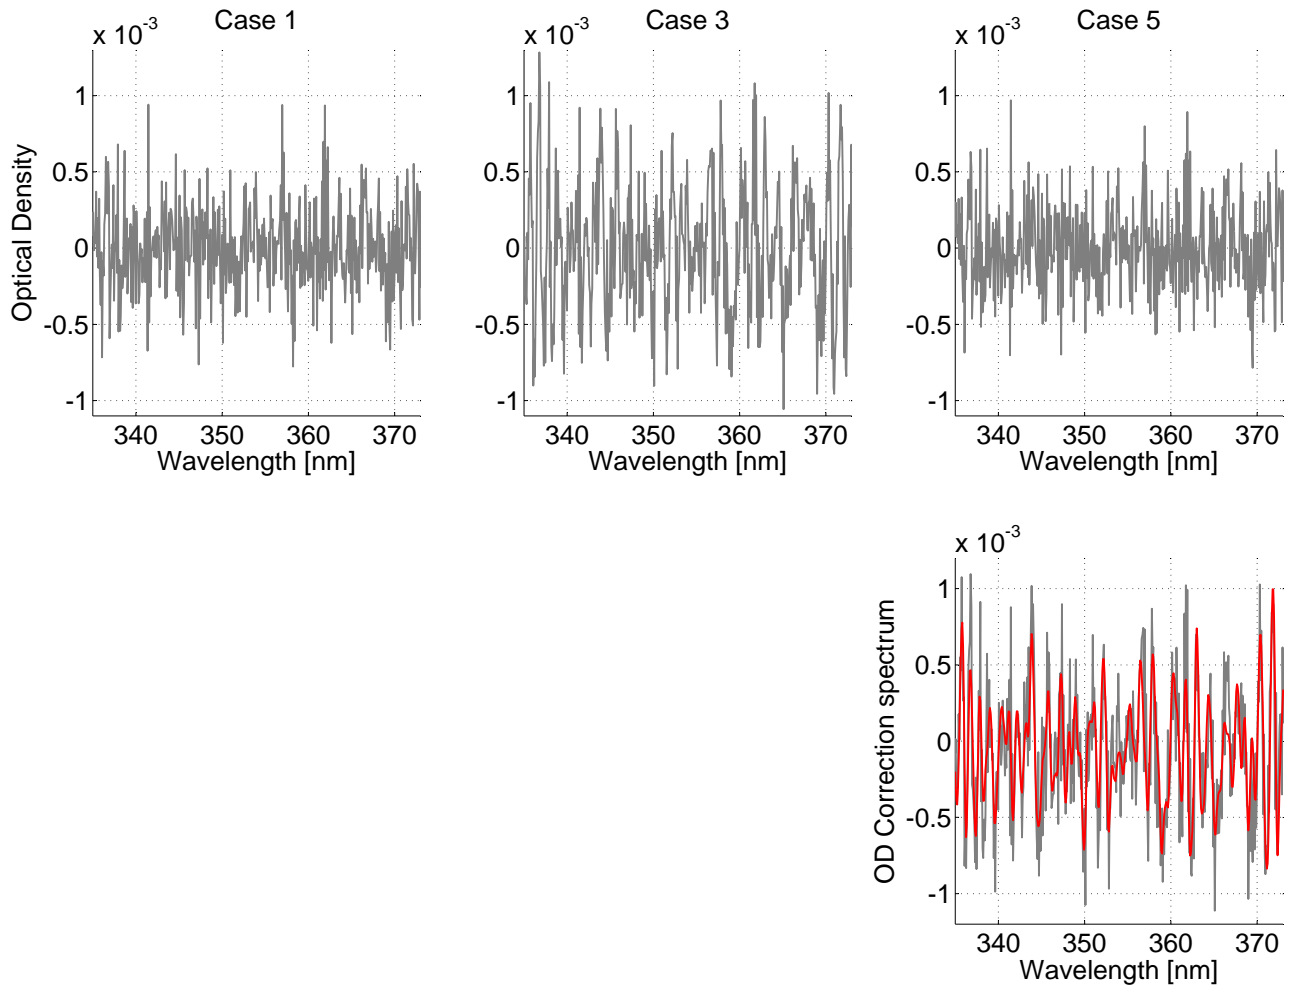 Case 1
x 10^-3
1
0.5
0
-0.5
-1
Optical Density
340 350 360 370
Wavelength [nm]
Case 3
x 10^-3
1
0.5
0
-0.5
-1
340 350 360 370
Wavelength [nm]
Case 5
x 10^-3
1
0.5
0
-0.5
-1
340 350 360 370
Wavelength [nm]
x 10^-3
1
0.5
0
-0.5
-1
OD Correction spectrum
340 350 360 370
Wavelength [nm]